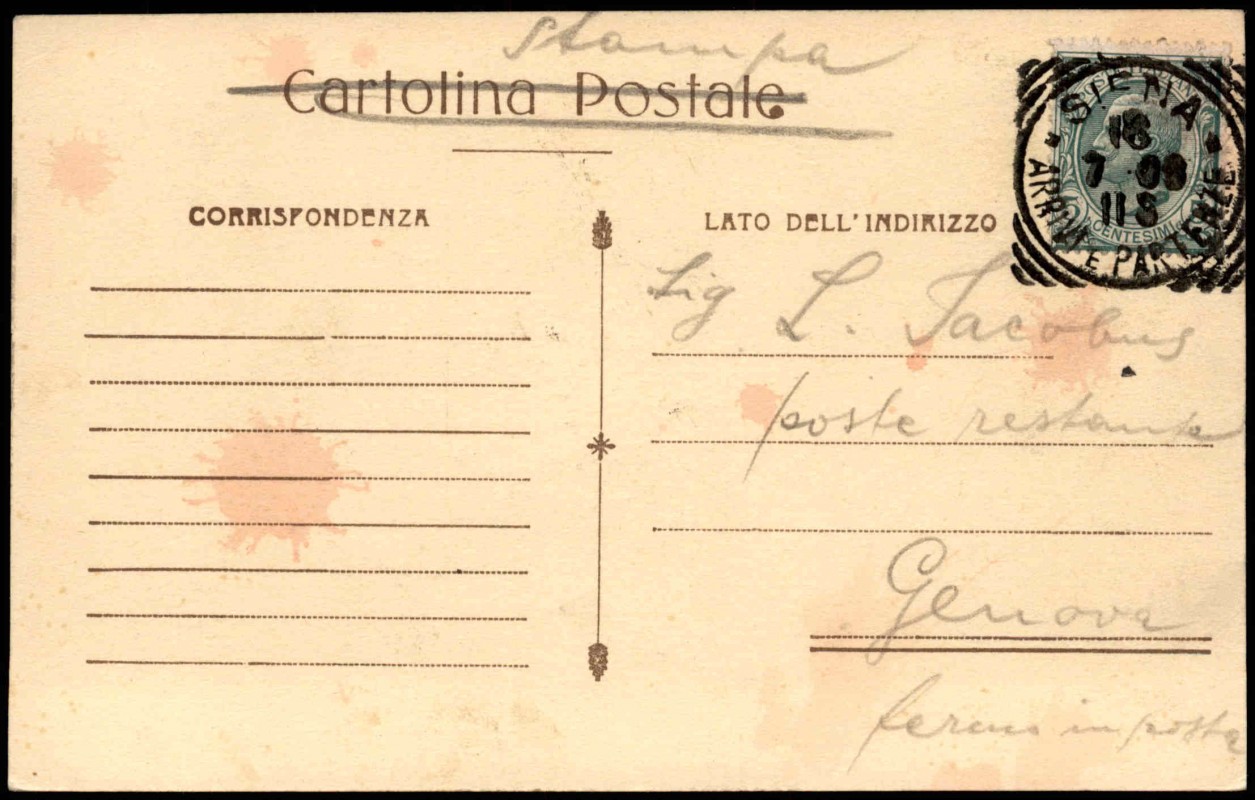 Stampa
Cartolina Postale
SIENA
18
7 08
11 S
ARRIVI E PARTENZE
CENTESIMI
CORRISPONDENZA
LATO DELL'INDIRIZZO
Sig L. Jacobus
poste restante
Genova
fermo in posta